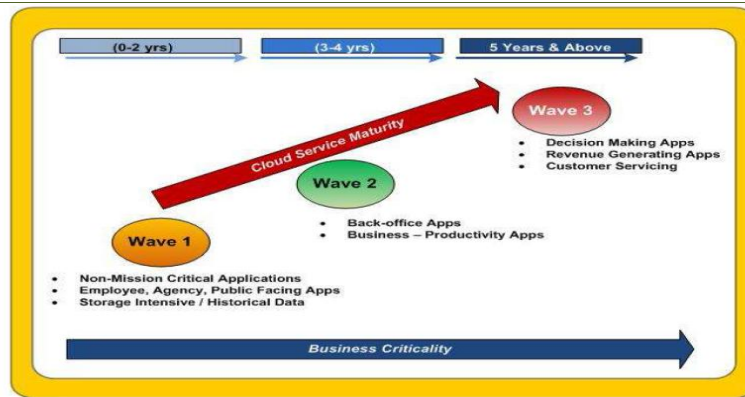 (0-2 yrs)
(3-4 yrs)
5 Years & Above
Wave 3
Cloud Service Maturity
• Decision Making Apps
• Revenue Generating Apps
• Customer Servicing
Wave 2
• Back-office Apps
• Business – Productivity Apps
Wave 1
• Non-Mission Critical Applications
• Employee, Agency, Public Facing Apps
• Storage Intensive / Historical Data
Business Criticality